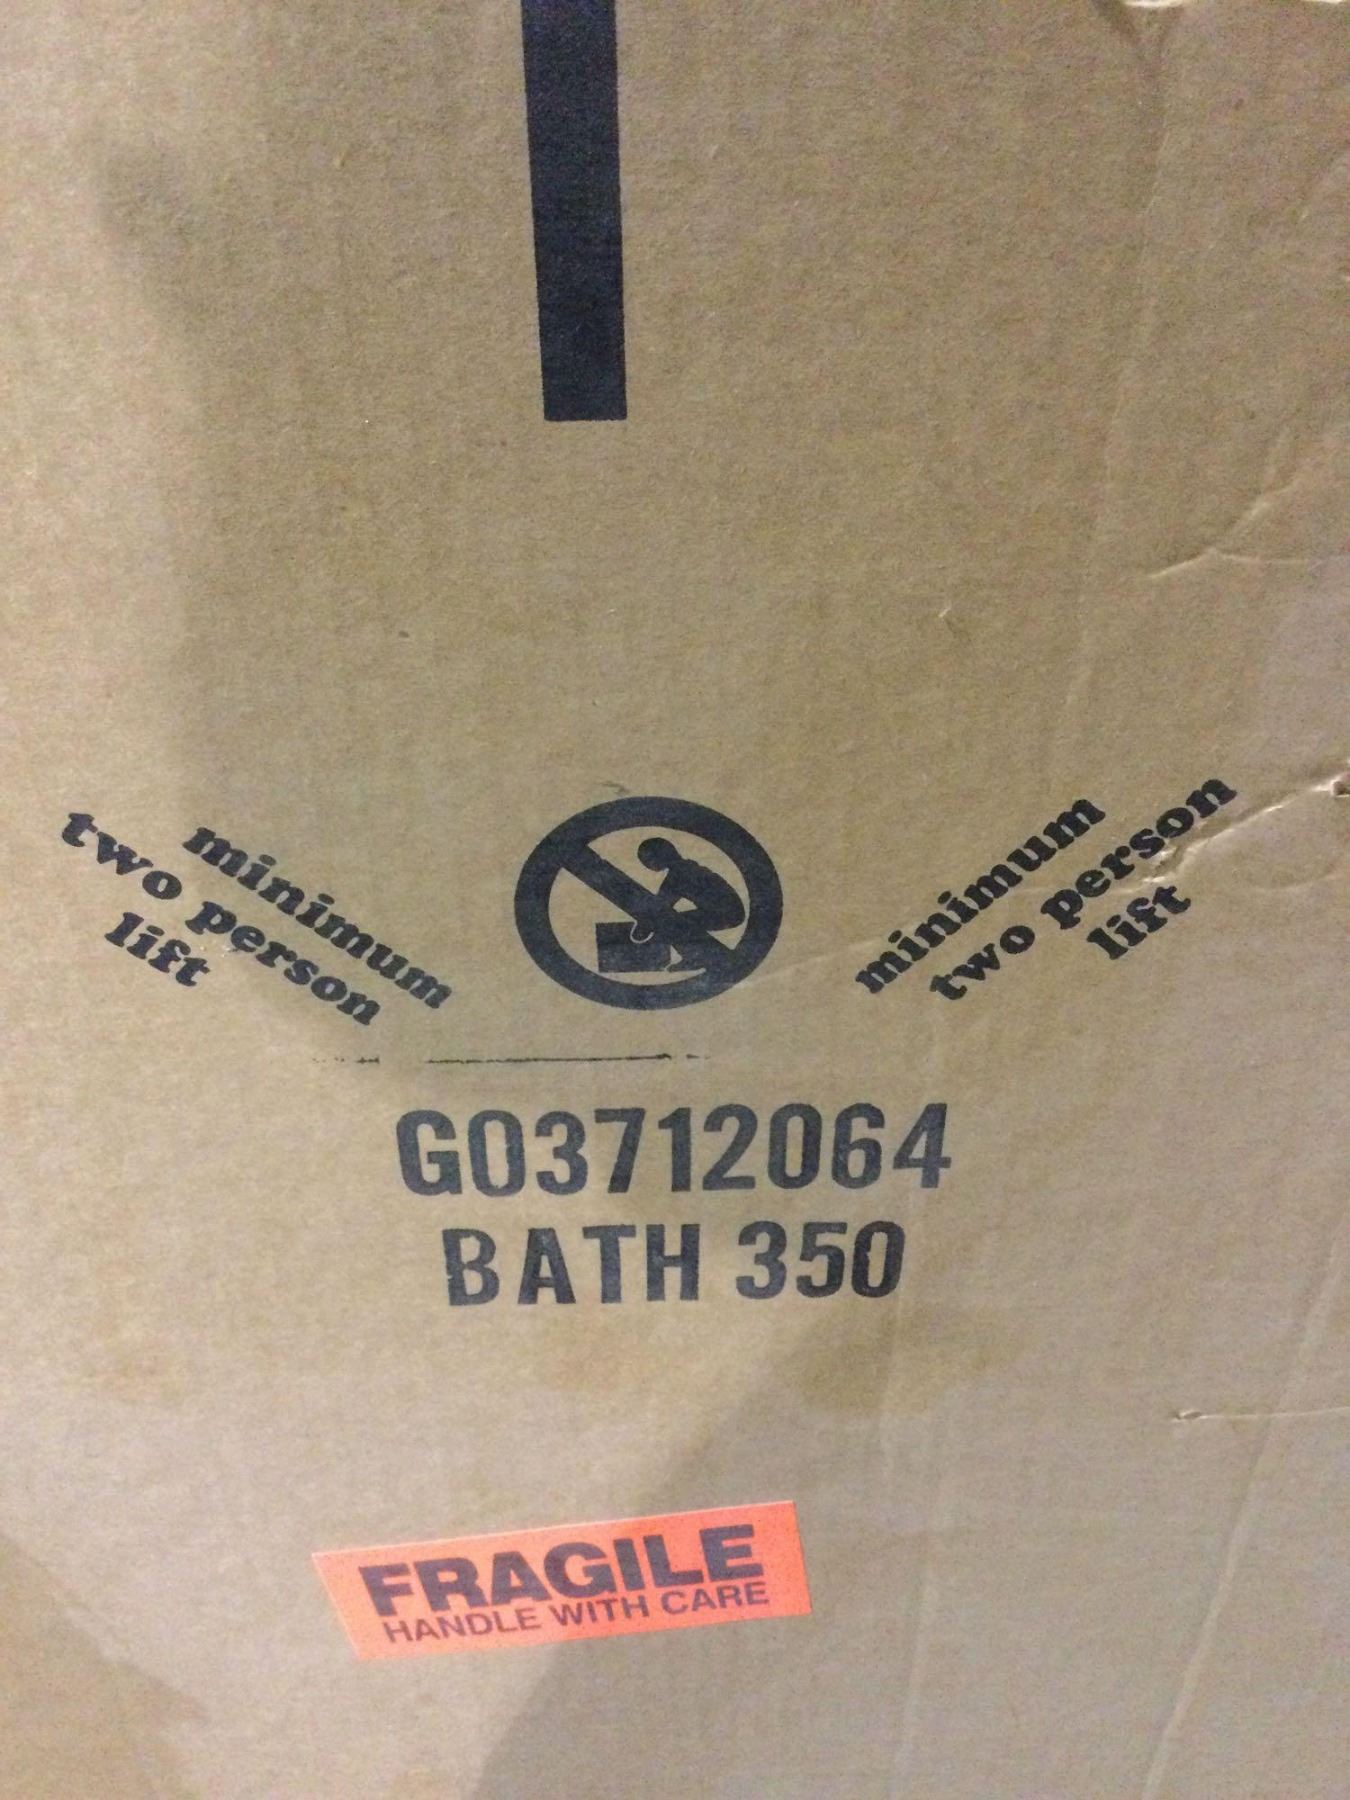 minimum
two person
lift
minimum
two person
lift
G03712064
BATH 350
FRAGILE
HANDLE WITH CARE